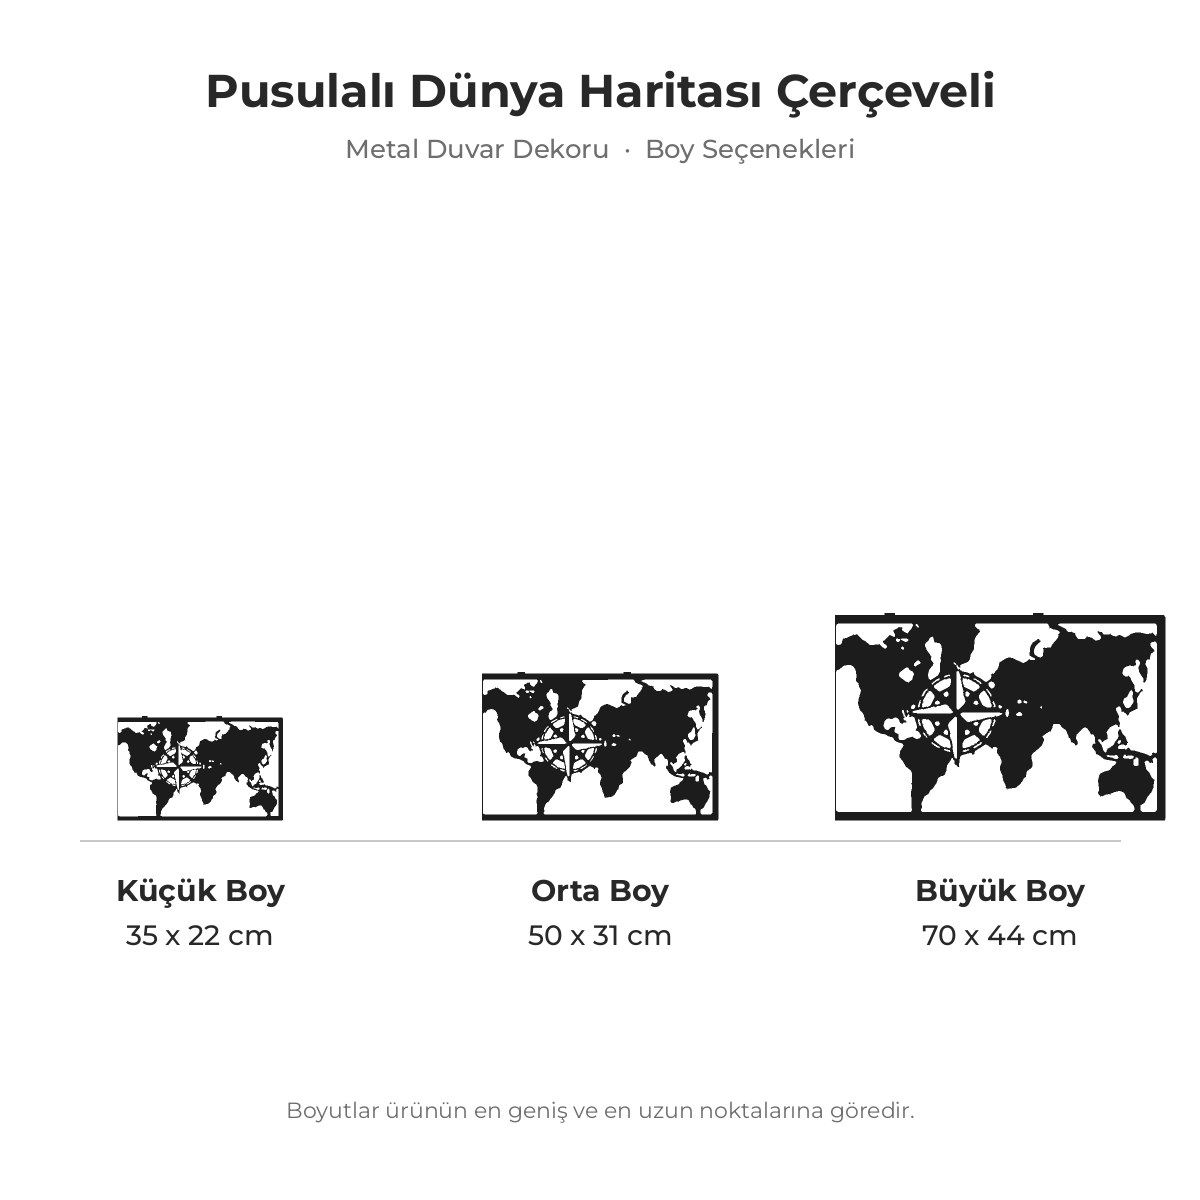 Pusulalı Dünya Haritası Çerçeveli
Metal Duvar Dekoru · Boy Seçenekleri
Küçük Boy
35 x 22 cm
Orta Boy
50 x 31 cm
Büyük Boy
70 x 44 cm
Boyutlar ürünün en geniş ve en uzun noktalarına göredir.